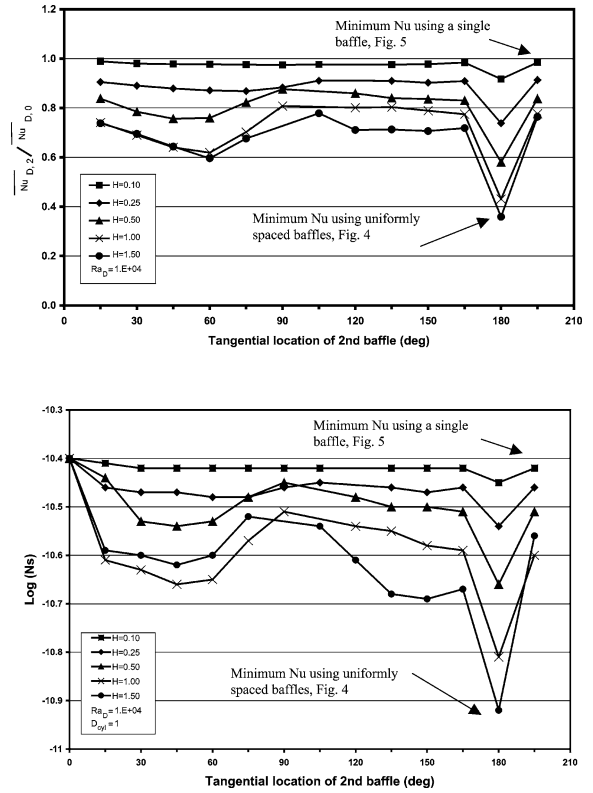 1.2
1.0
0.8
0.6
0.4
0.2
0.0
Nu D, 2 / Nu D, 0
Minimum Nu using a single
baffle, Fig. 5
H=0.10
H=0.25
H=0.50
H=1.00
H=1.50
RaD=1.E+04
Minimum Nu using uniformly
spaced baffles, Fig. 4
0 30 60 90 120 150 180 210
Tangential location of 2nd baffle (deg)
-10.3
-10.4
-10.5
-10.6
-10.7
-10.8
-10.9
-11
Log (Ns)
Minimum Nu using a single
baffle, Fig. 5
H=0.10
H=0.25
H=0.50
H=1.00
H=1.50
RaD=1.E+04
Dcyl=1
Minimum Nu using uniformly
spaced baffles, Fig. 4
0 30 60 90 120 150 180 210
Tangential location of 2nd baffle (deg)